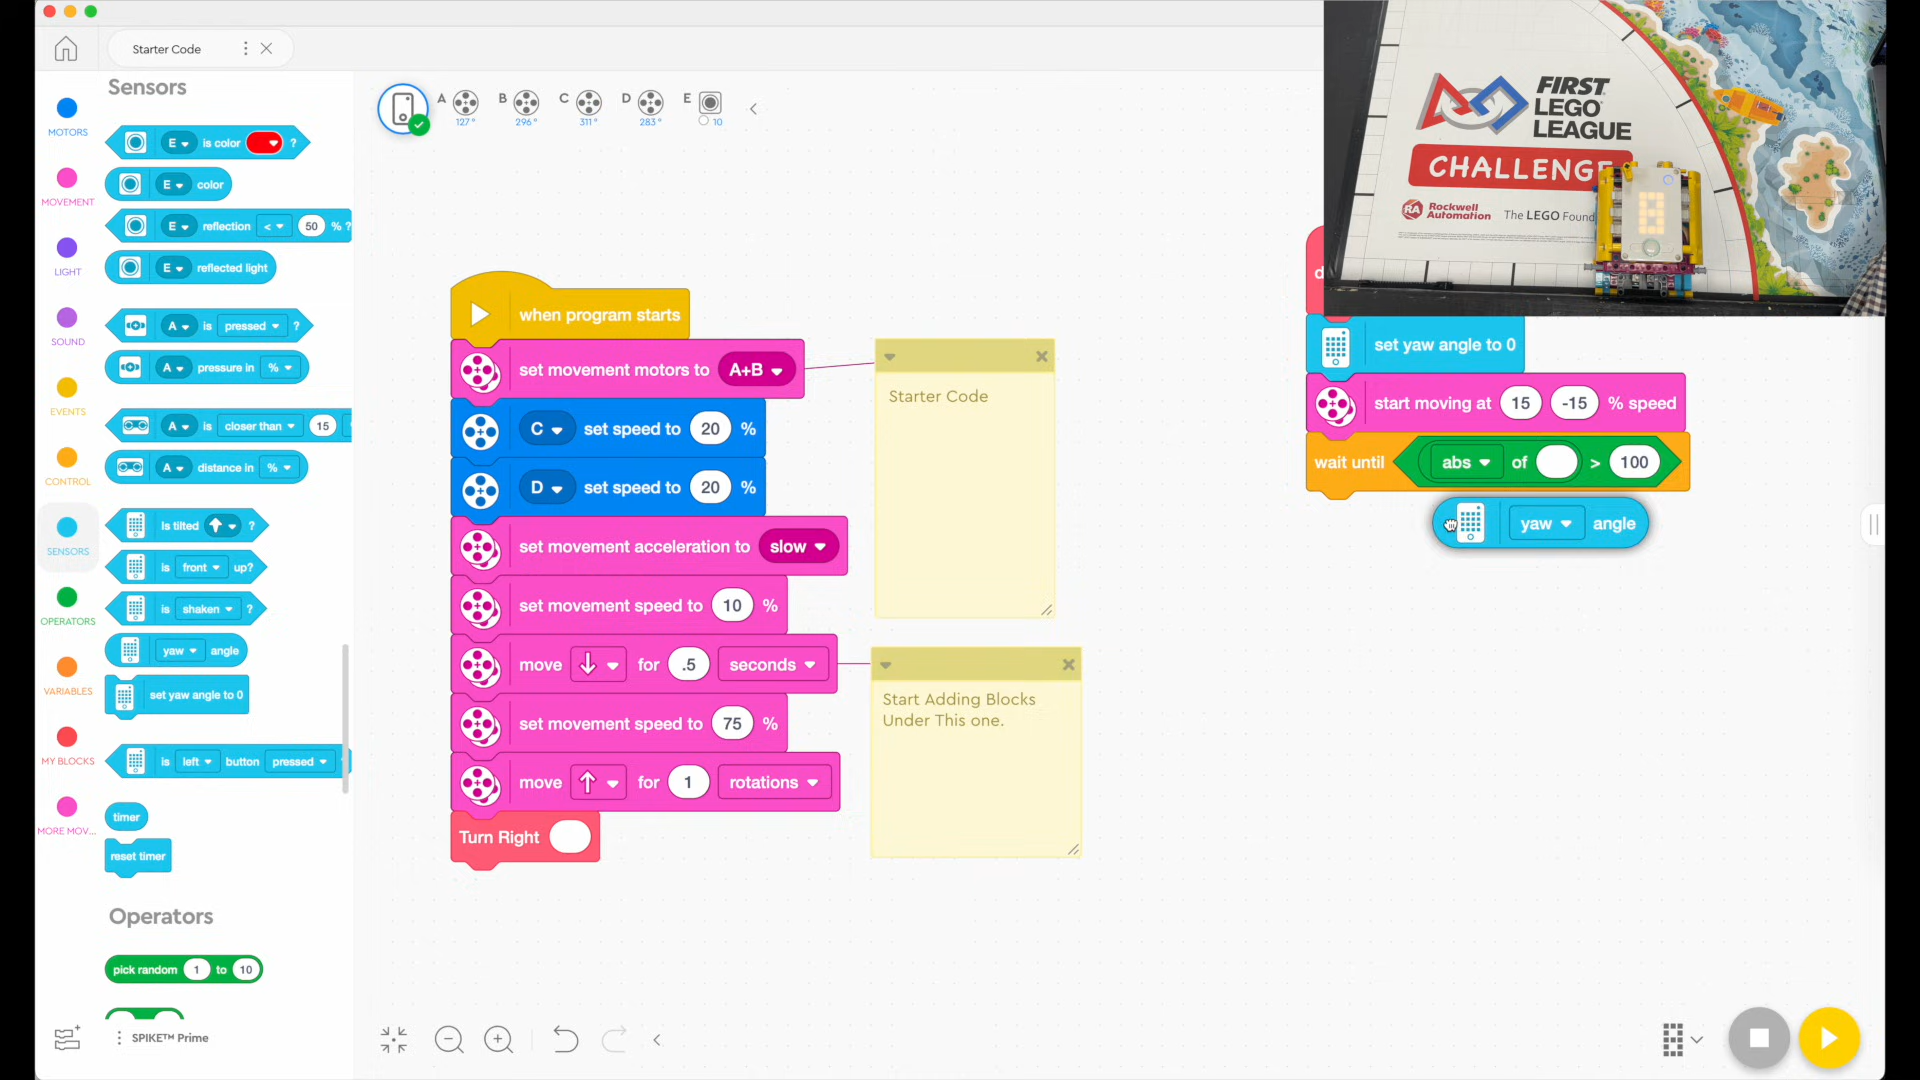 Starter Code
Sensors
A
127°
B
296°
C
311°
D
283°
E
10
MOTORS
MOVEMENT
LIGHT
SOUND
EVENTS
CONTROL
SENSORS
OPERATORS
VARIABLES
MY BLOCKS
MORE MOV...
E is color ?
E color
E reflection < 50 % ?
E reflected light
A is pressed ?
A pressure in %
A is closer than 15
A distance in %
Is tilted ?
is front up?
is shaken ?
yaw angle
set yaw angle to 0
is left button pressed
timer
reset timer
Operators
pick random 1 to 10
SPIKE™ Prime
when program starts
set movement motors to A+B
C set speed to 20 %
D set speed to 20 %
set movement acceleration to slow
set movement speed to 10 %
move for .5 seconds
set movement speed to 75 %
move for 1 rotations
Turn Right
Starter Code
Start Adding Blocks
Under This one.
set yaw angle to 0
start moving at 15 -15 % speed
wait until abs of > 100
yaw angle
FIRST
LEGO
LEAGUE
CHALLENGE
RA Rockwell
Automation
The LEGO Found